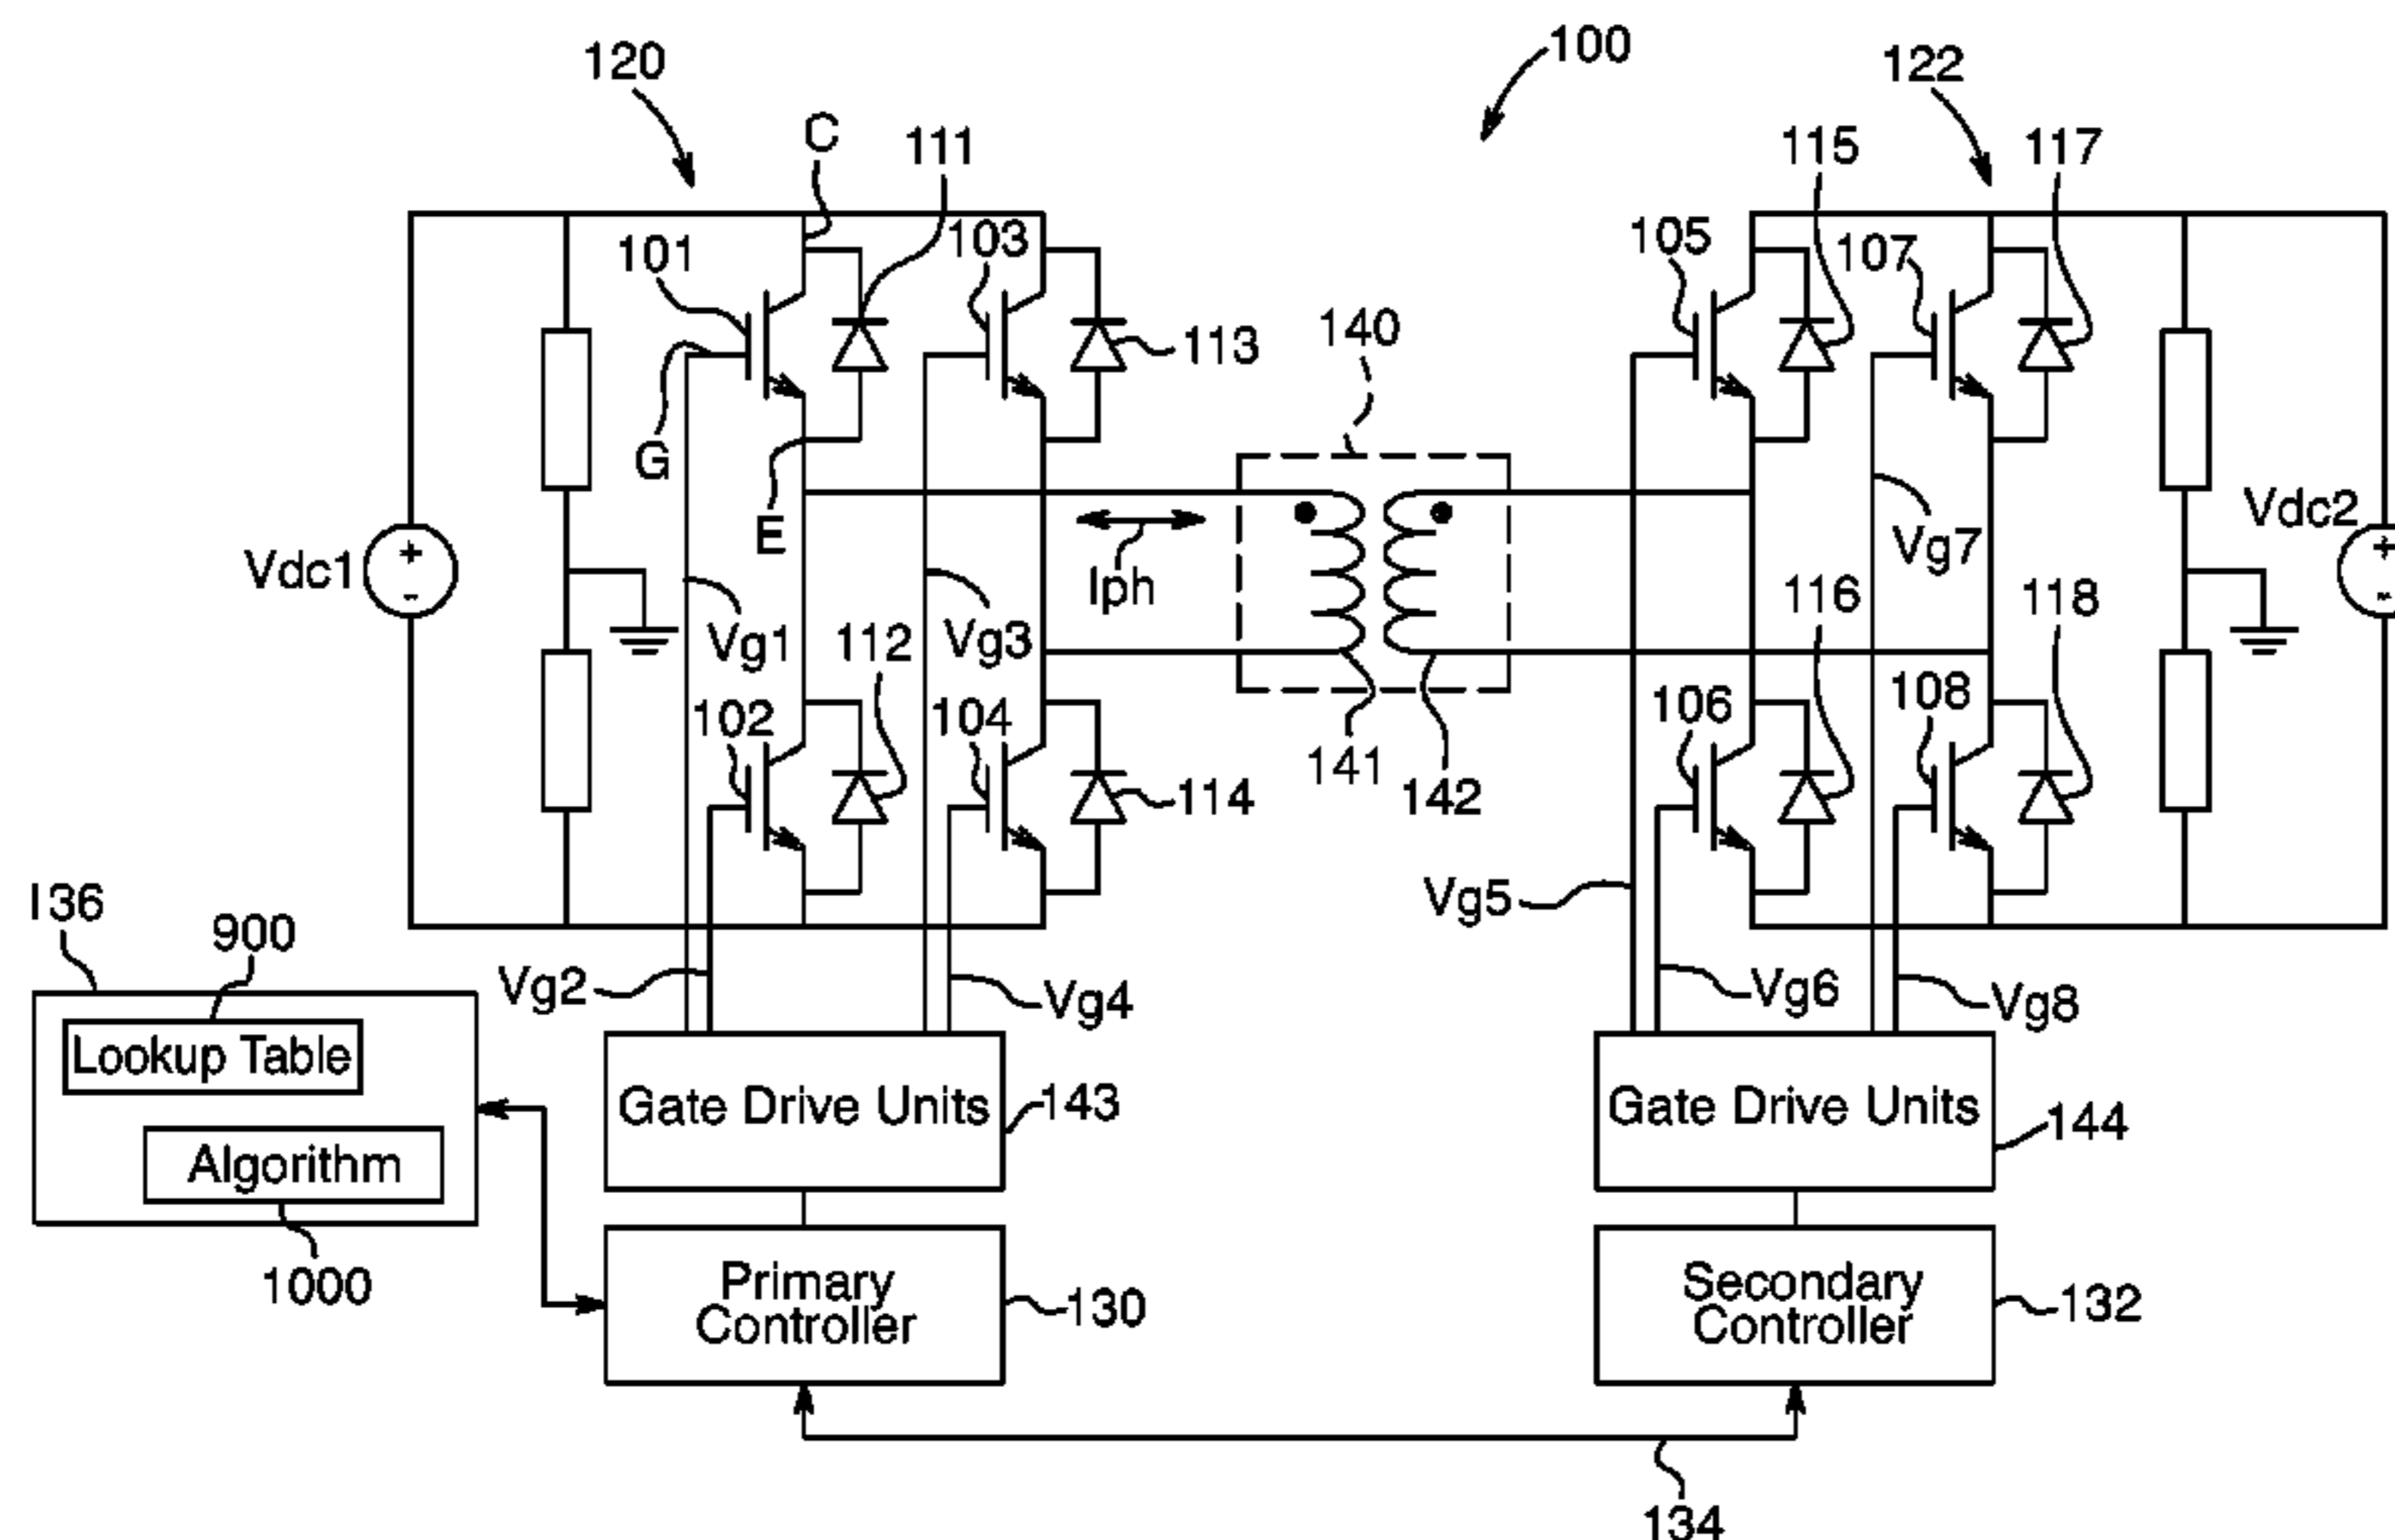 120
100
122
C
111
115
117
101
103
105
107
140
113
G
E
Vdc1
+
-
Iph
Vg7
Vdc2
+
-
Vg1
112
Vg3
116
118
102
104
141
142
106
108
114
136
900
Vg5
Vg2
Vg4
Vg6
Vg8
Lookup Table
Algorithm
1000
Gate Drive Units
143
Gate Drive Units
144
Primary
Controller
130
Secondary
Controller
132
134